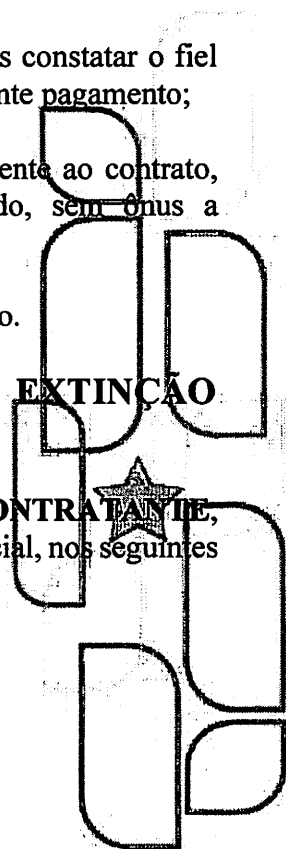 s constatar o fiel
nte pagamento;
ente ao contrato,
do, sem ônus a
o.
EXTINÇÃO
ONTRATANTE,
cial, nos seguintes